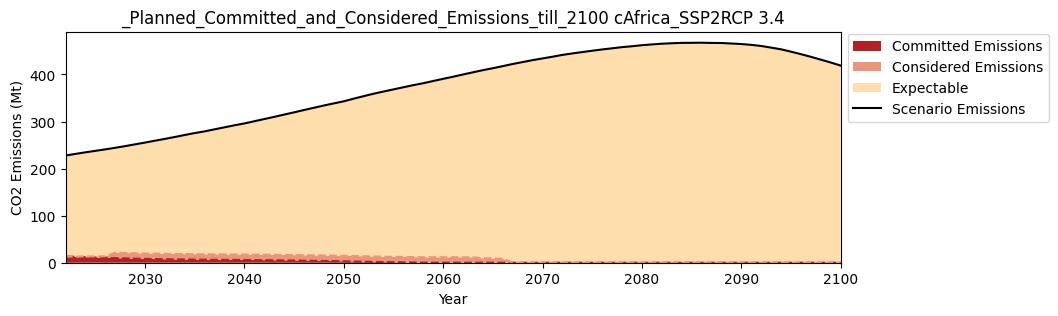 _Planned_Committed_and_Considered_Emissions_till_2100 cAfrica_SSP2RCP 3.4
Committed Emissions
Considered Emissions
Expectable
Scenario Emissions
CO2 Emissions (Mt)
400
300
200
100
0
2030 2040 2050 2060 2070 2080 2090 2100
Year